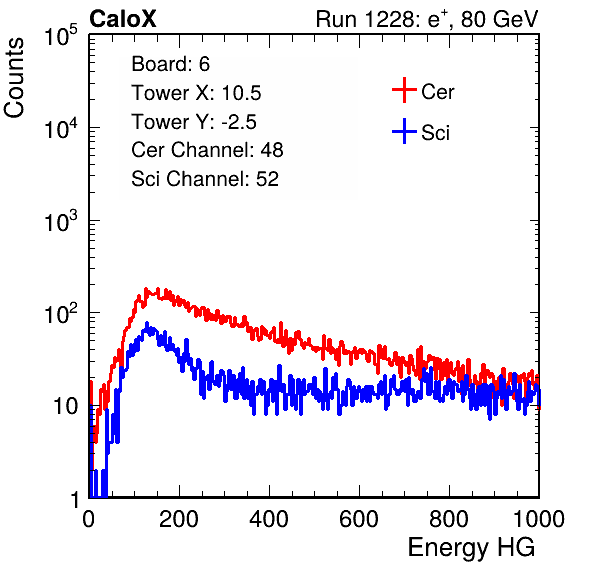 CaloX Run 1228: e⁺, 80 GeV
Counts
10⁵
10⁴
10³
10²
10
1
Board: 6
Tower X: 10.5
Tower Y: -2.5
Cer Channel: 48
Sci Channel: 52
Cer
Sci
0 200 400 600 800 1000
Energy HG